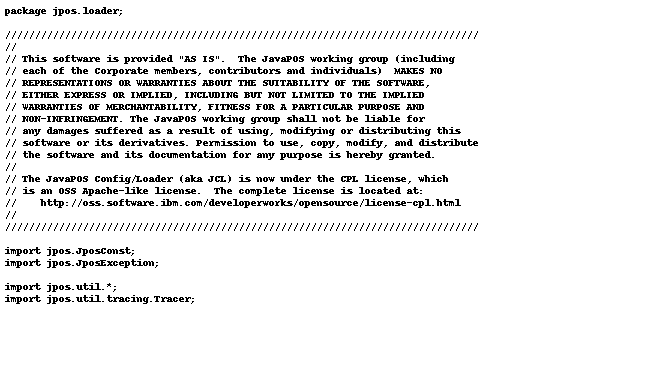 package jpos.loader;
///////////////////////////////////////////////////////////////////////////////
//
// This software is provided "AS IS".  The JavaPOS working group (including
// each of the Corporate members, contributors and individuals)  MAKES NO
// REPRESENTATIONS OR WARRANTIES ABOUT THE SUITABILITY OF THE SOFTWARE,
// EITHER EXPRESS OR IMPLIED, INCLUDING BUT NOT LIMITED TO THE IMPLIED
// WARRANTIES OF MERCHANTABILITY, FITNESS FOR A PARTICULAR PURPOSE AND
// NON-INFRINGEMENT. The JavaPOS working group shall not be liable for
// any damages suffered as a result of using, modifying or distributing this
// software or its derivatives. Permission to use, copy, modify, and distribute
// the software and its documentation for any purpose is hereby granted.
//
// The JavaPOS Config/Loader (aka JCL) is now under the CPL license, which
// is an OSS Apache-like license.  The complete license is located at:
//    http://oss.software.ibm.com/developerworks/opensource/license-cpl.html
//
///////////////////////////////////////////////////////////////////////////////
import jpos.JposConst;
import jpos.JposException;
import jpos.util.*;
import jpos.util.tracing.Tracer;